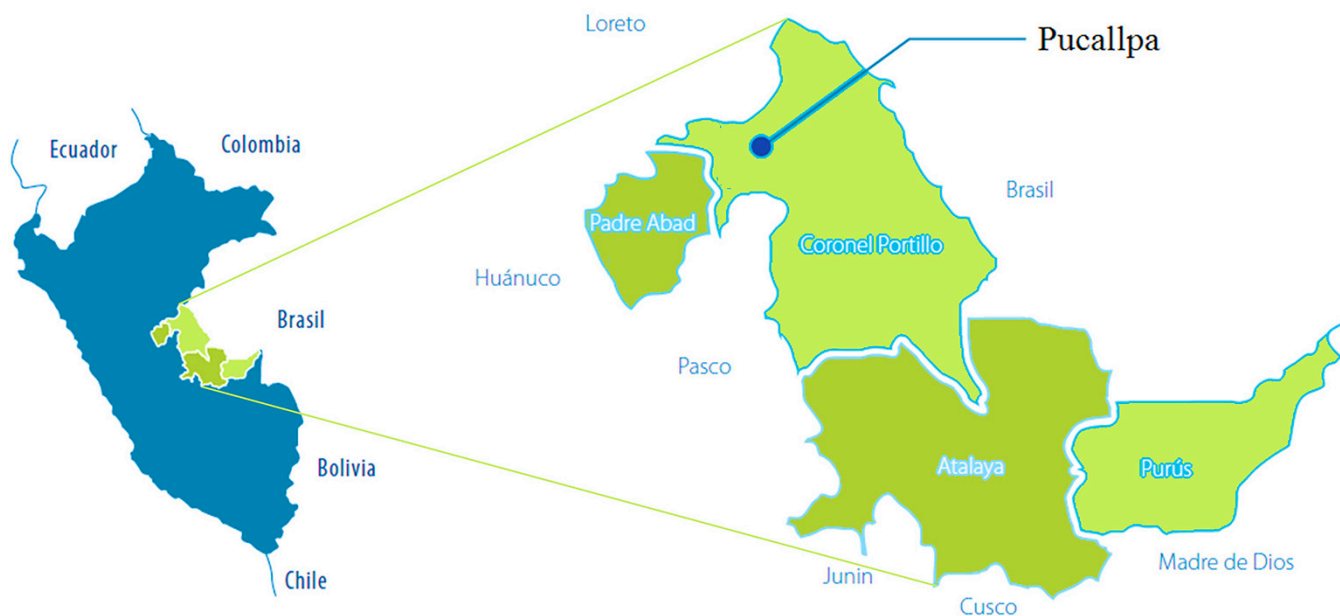 Ecuador
Colombia
Brasil
Bolivia
Chile
Loreto
Pucallpa
Brasil
Padre Abad
Coronel Portillo
Huánuco
Pasco
Atalaya
Purús
Junin
Madre de Dios
Cusco